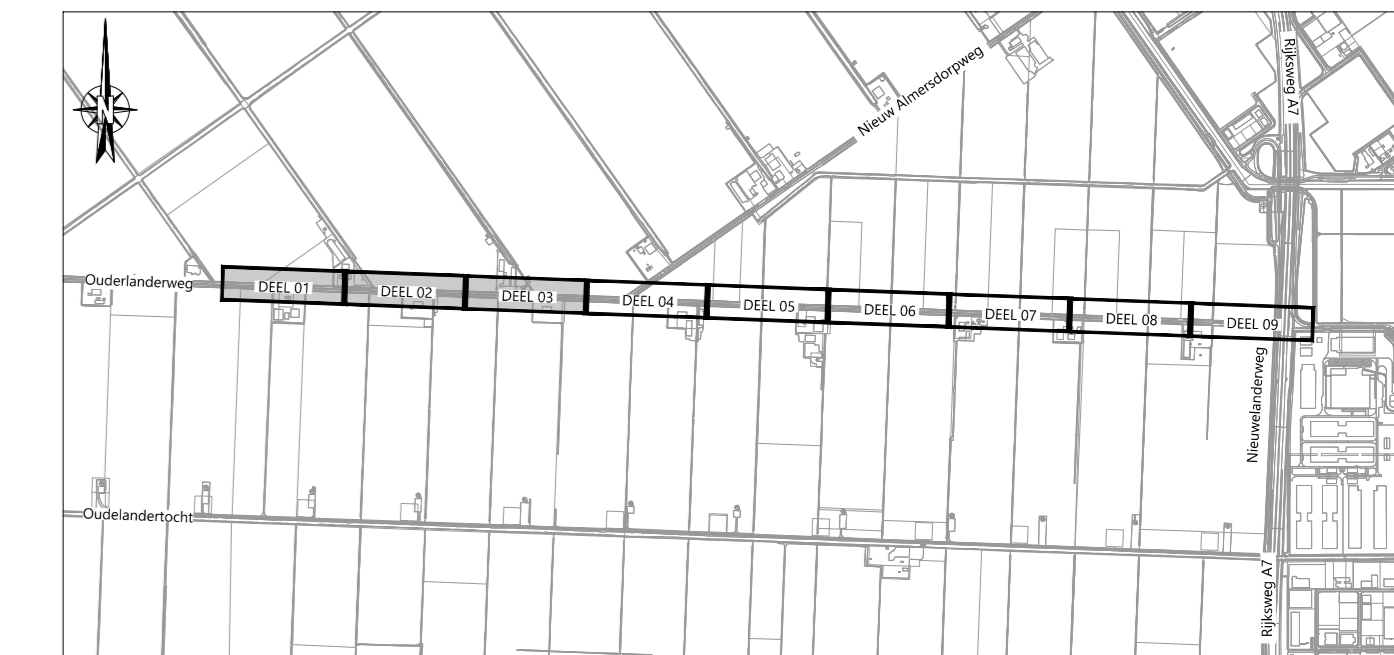 Rijksweg A7
Nieuw Almersdorpweg
N
Ouderlanderweg
DEEL 01
DEEL 02
DEEL 03
DEEL 04
DEEL 05
DEEL 06
DEEL 07
DEEL 08
DEEL 09
Nieuwelanderweg
Oudelandertocht
Rijksweg A7